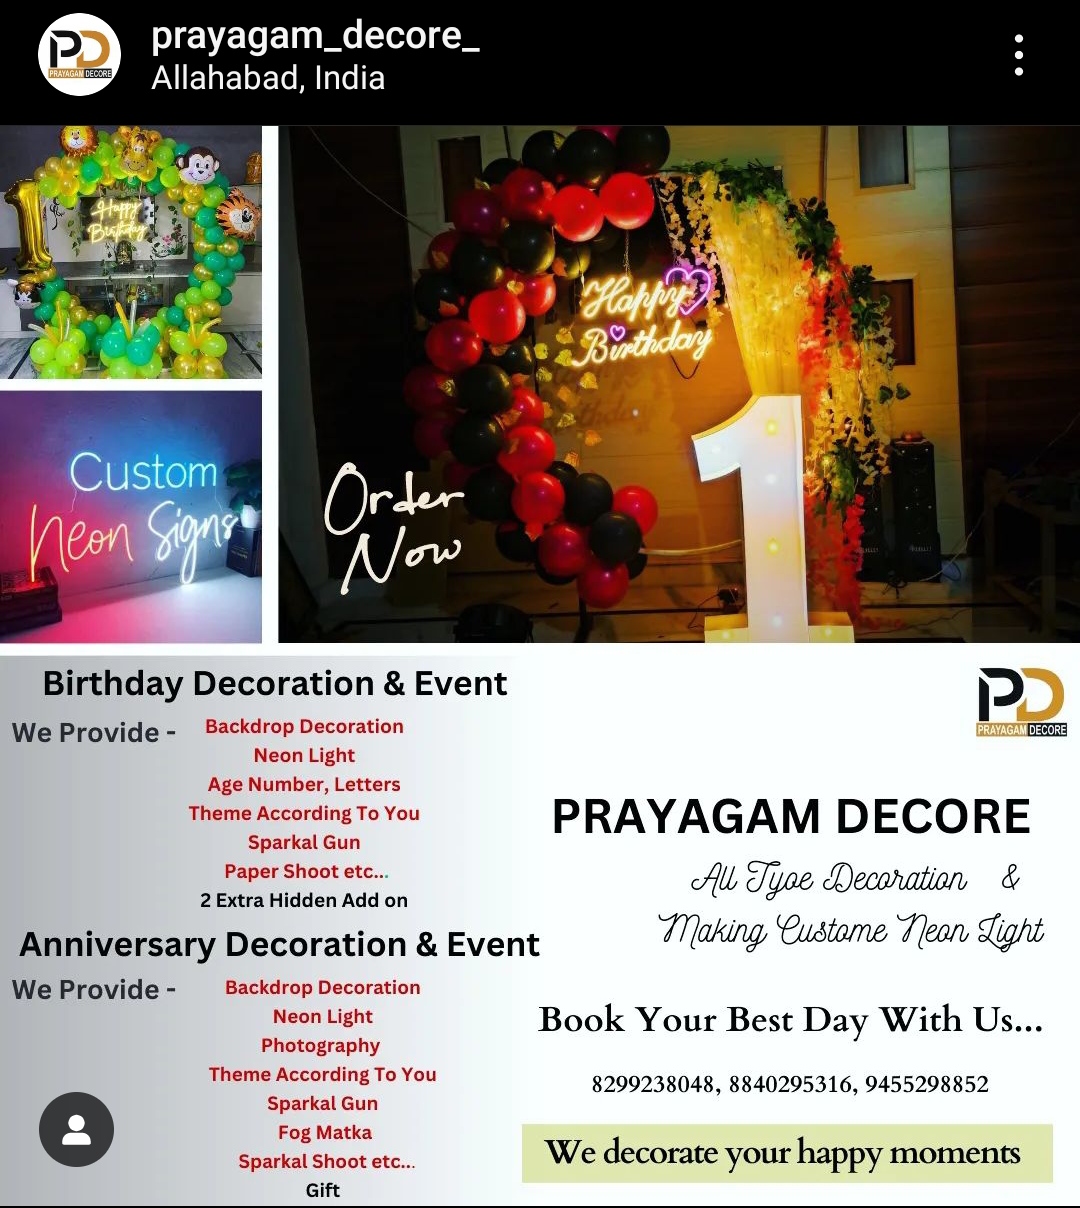 PD
PRAYAGAM DECORE
prayagam_decore_
Allahabad, India
1
Happy
Birthday
Happy
Birthday
1
Custom
Neon Signs
Order
Now
Birthday Decoration & Event
We Provide -
Backdrop Decoration
Neon Light
Age Number, Letters
Theme According To You
Sparkal Gun
Paper Shoot etc...
2 Extra Hidden Add on
Anniversary Decoration & Event
We Provide -
Backdrop Decoration
Neon Light
Photography
Theme According To You
Sparkal Gun
Fog Matka
Sparkal Shoot etc...
Gift
PD
PRAYAGAM DECORE
PRAYAGAM DECORE
All Tyoe Decoration &
Making Custome Neon Light
Book Your Best Day With Us...
8299238048, 8840295316, 9455298852
We decorate your happy moments